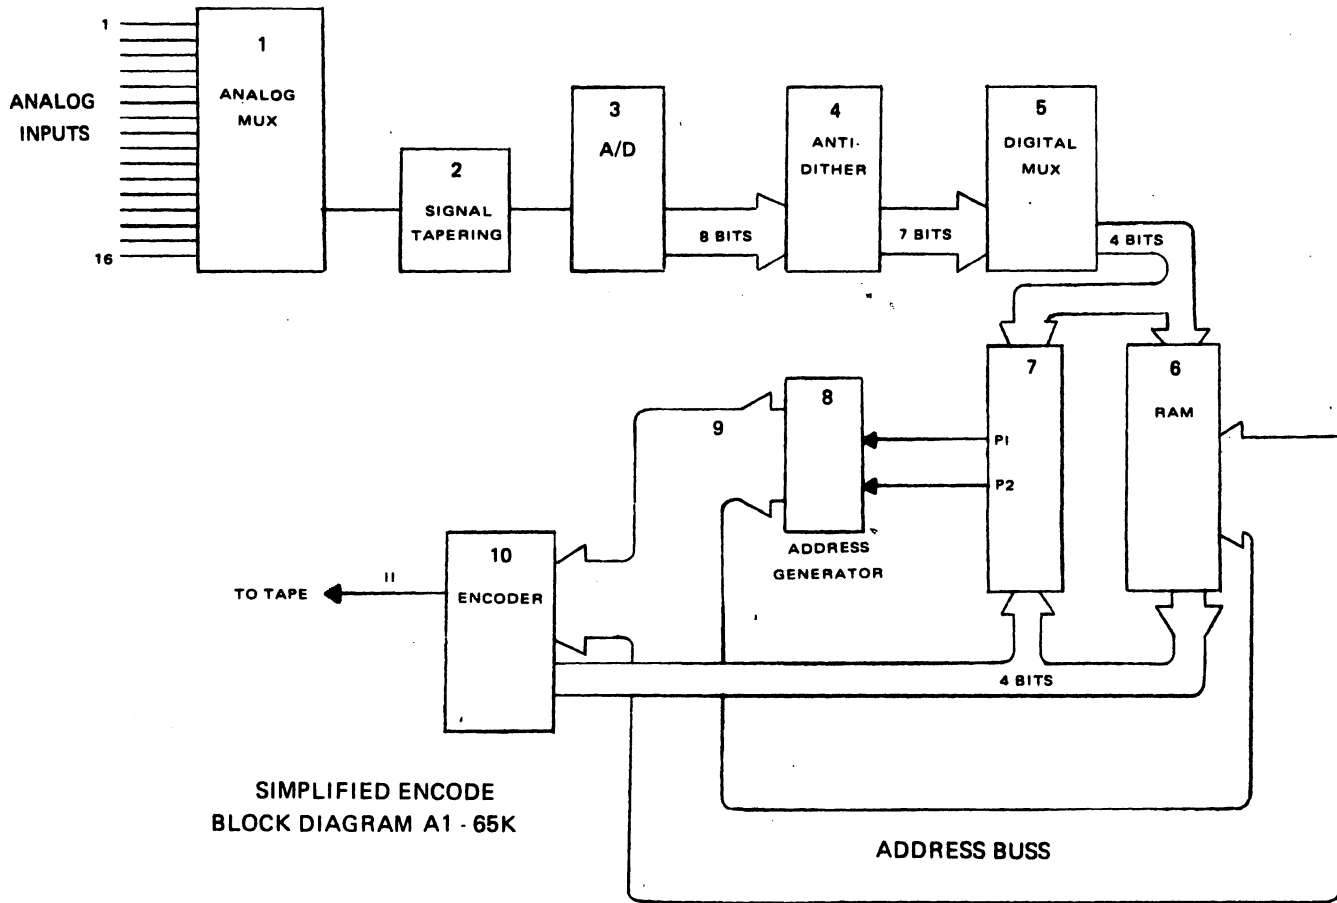 1
ANALOG
INPUTS
16
1
ANALOG
MUX
2
SIGNAL
TAPERING
3
A/D
8 BITS
4
ANTI-
DITHER
7 BITS
5
DIGITAL
MUX
4 BITS
6
RAM
7
P1
P2
8
ADDRESS
GENERATOR
9
10
ENCODER
11
TO TAPE
4 BITS
SIMPLIFIED ENCODE
BLOCK DIAGRAM A1 - 65K
ADDRESS BUSS